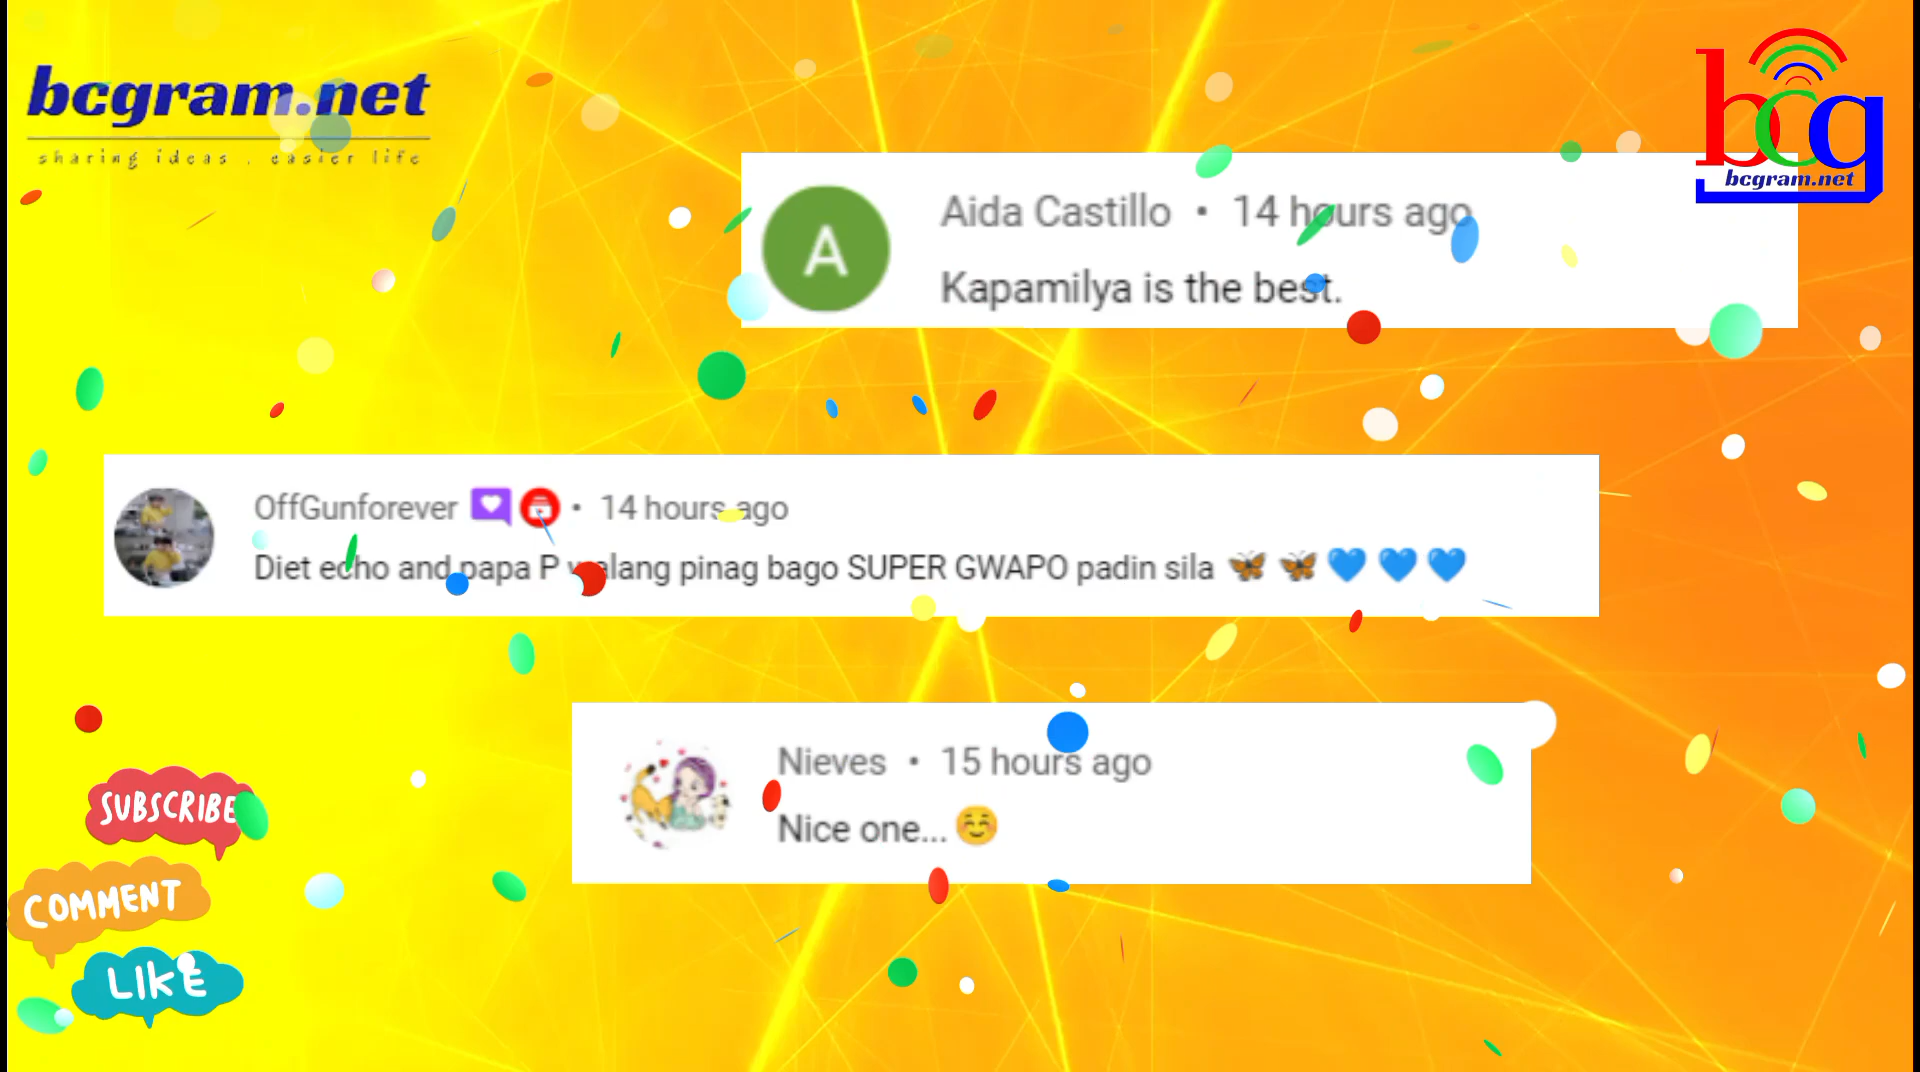 bcgram.net
sharing ideas . easier life
bcg
bcgram.net
Aida Castillo • 14 hours ago
A
Kapamilya is the best.
OffGunforever • 14 hours ago
Diet echo and papa P walang pinag bago SUPER GWAPO padin sila 🦋 🦋 💙 💙 💙
Nieves • 15 hours ago
Nice one... ☺️
SUBSCRIBE
COMMENT
LIKE